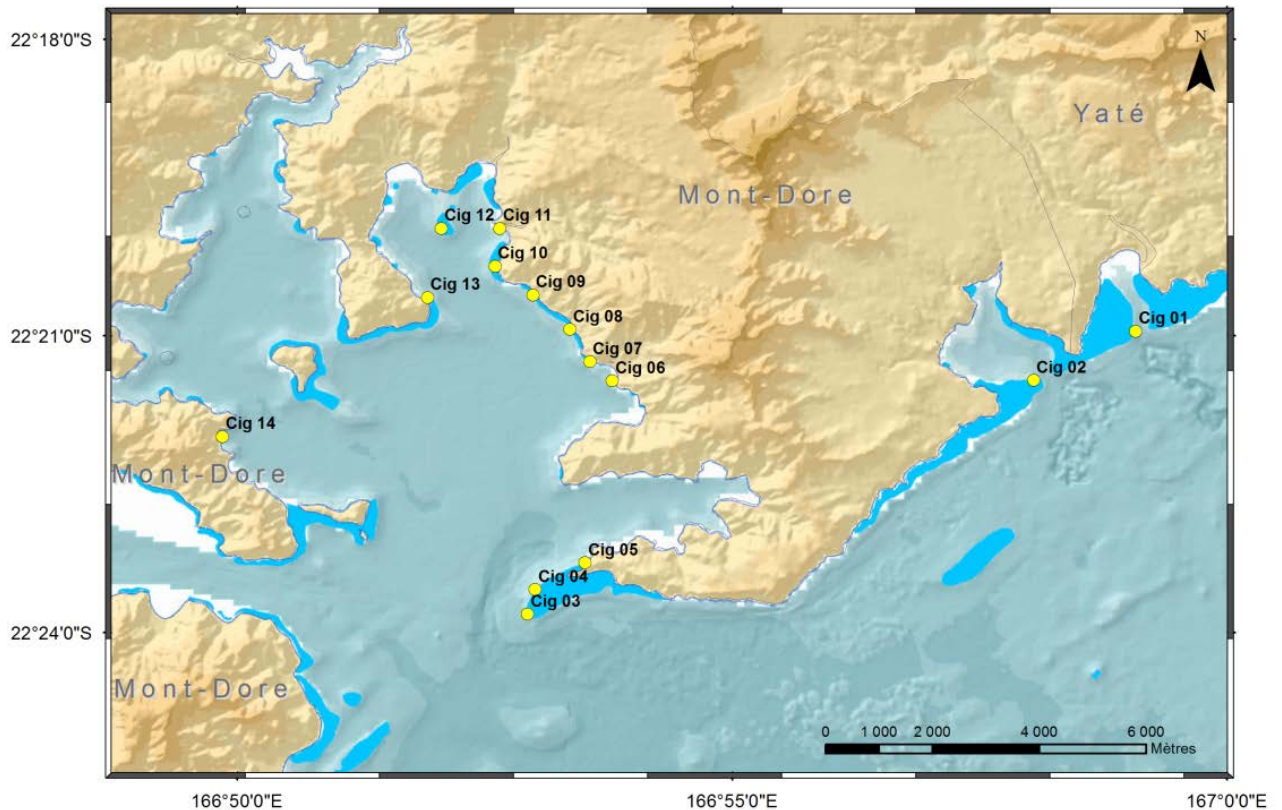 22°18'0"S
N
Yaté
Mont-Dore
Cig 12
Cig 11
Cig 10
Cig 13
Cig 09
Cig 08
22°21'0"S
Cig 01
Cig 07
Cig 06
Cig 02
Cig 14
Mont-Dore
Cig 05
Cig 04
Cig 03
22°24'0"S
Mont-Dore
0 1 000 2 000 4 000 6 000
Mètres
166°50'0"E 166°55'0"E 167°0'0"E